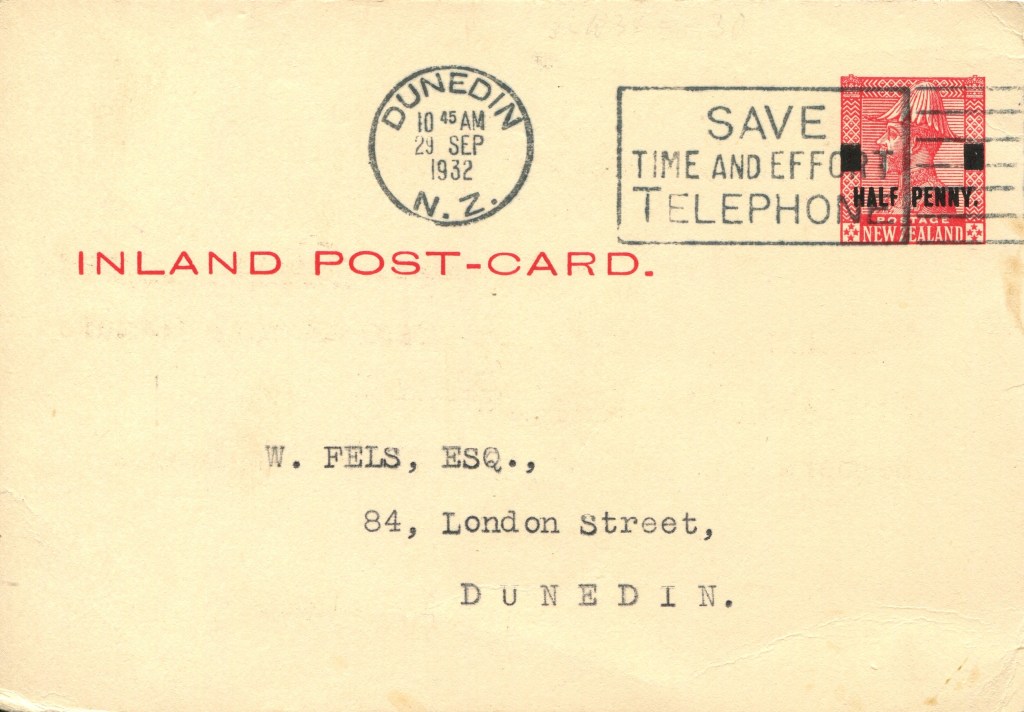 DUNEDIN
10 45 AM
29 SEP
1932
N.Z.
SAVE
TIME AND EFFORT
TELEPHONE
HALF PENNY.
POSTAGE
NEW ZEALAND
INLAND POST-CARD.
W. FELS, ESQ.,
84, London Street,
DUNEDIN.